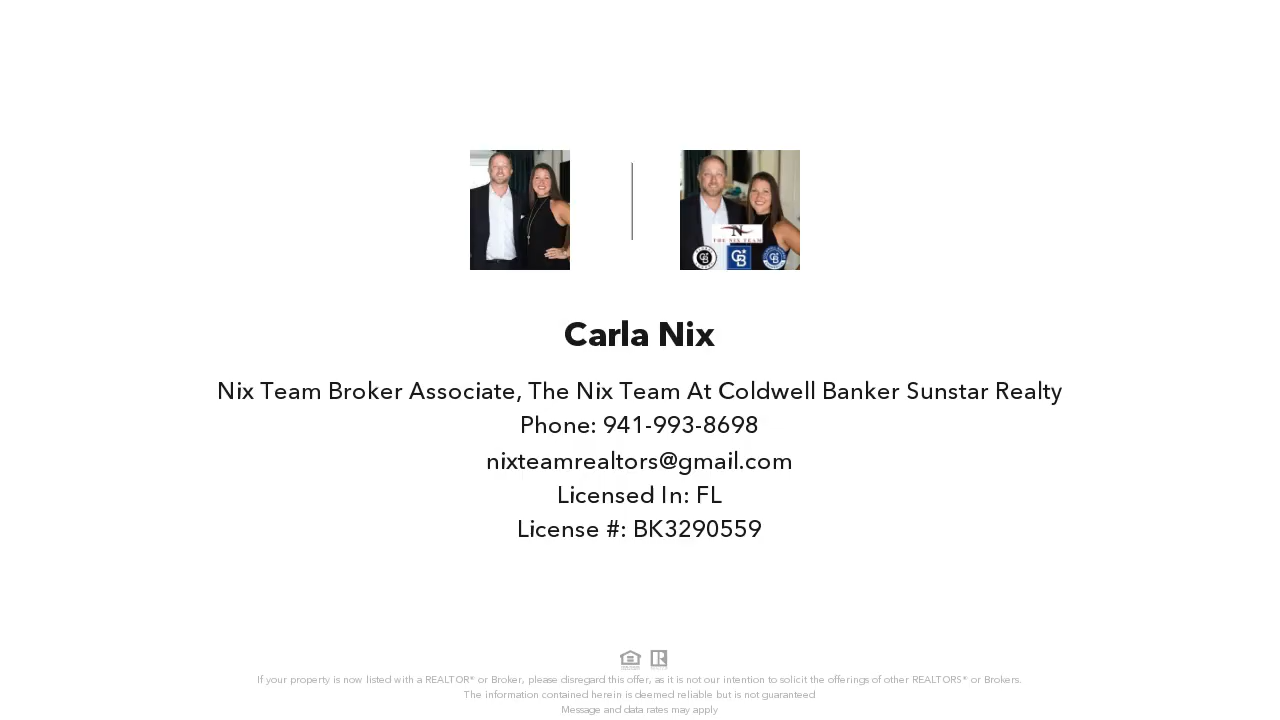 THE NIX TEAM
Carla Nix
Nix Team Broker Associate, The Nix Team At Coldwell Banker Sunstar Realty
Phone: 941-993-8698
nixteamrealtors@gmail.com
Licensed In: FL
License #: BK3290559
If your property is now listed with a REALTOR® or Broker, please disregard this offer, as it is not our intention to solicit the offerings of other REALTORS® or Brokers.
The information contained herein is deemed reliable but is not guaranteed
Message and data rates may apply